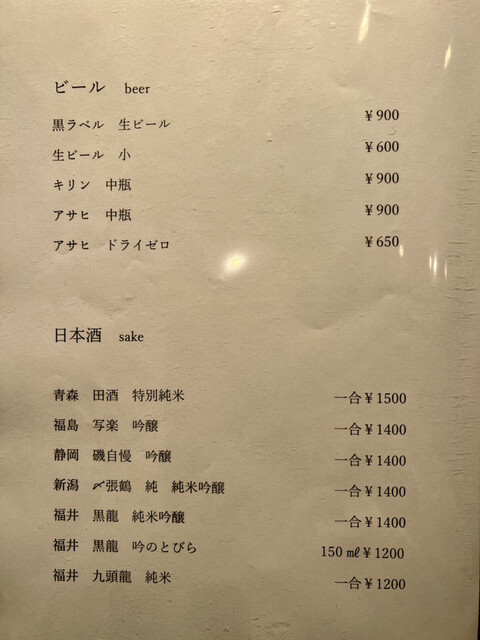 ビール beer
黒ラベル 生ビール ¥900
生ビール 小 ¥600
キリン 中瓶 ¥900
アサヒ 中瓶 ¥900
アサヒ ドライゼロ ¥650
日本酒 sake
青森 田酒 特別純米 一合¥1500
福島 写楽 吟醸 一合¥1400
静岡 磯自慢 吟醸 一合¥1400
新潟 〆張鶴 純 純米吟醸 一合¥1400
福井 黒龍 純米吟醸 一合¥1400
福井 黒龍 吟のとびら 150㎖¥1200
福井 九頭龍 純米 一合¥1200